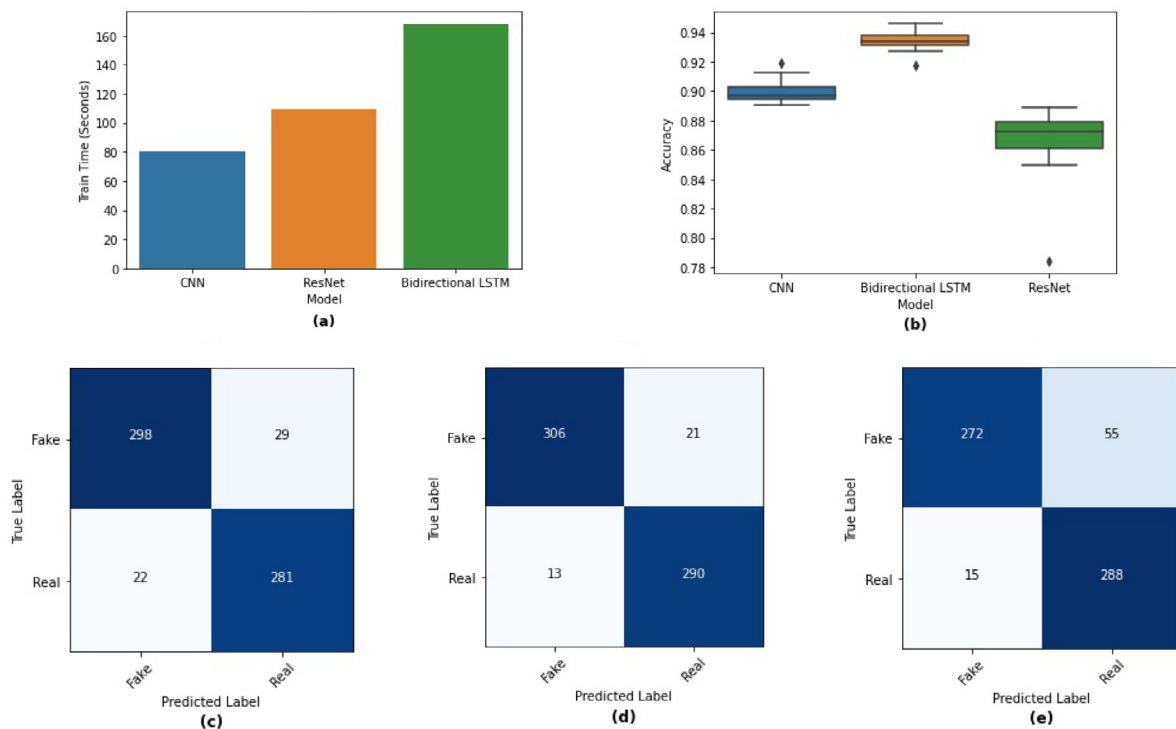 Train Time (Seconds)
160
140
120
100
80
60
40
20
0
CNN ResNet Bidirectional LSTM
Model
(a)
Accuracy
0.94
0.92
0.90
0.88
0.86
0.84
0.82
0.80
0.78
CNN Bidirectional LSTM ResNet
Model
(b)
True Label
Fake 298 29
Real 22 281
Fake Real
Predicted Label
(c)
True Label
Fake 306 21
Real 13 290
Fake Real
Predicted Label
(d)
True Label
Fake 272 55
Real 15 288
Fake Real
Predicted Label
(e)